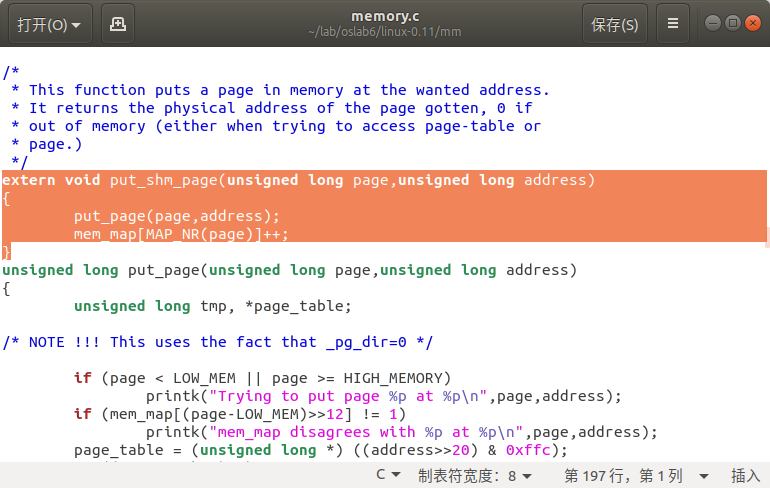 打开(O)
memory.c
~/lab/oslab6/linux-0.11/mm
保存(S)
/*
 * This function puts a page in memory at the wanted address.
 * It returns the physical address of the page gotten, 0 if
 * out of memory (either when trying to access page-table or
 * page.)
 */
extern void put_shm_page(unsigned long page,unsigned long address)
{
        put_page(page,address);
        mem_map[MAP_NR(page)]++;
}
unsigned long put_page(unsigned long page,unsigned long address)
{
        unsigned long tmp, *page_table;
/* NOTE !!! This uses the fact that _pg_dir=0 */
        if (page < LOW_MEM || page >= HIGH_MEMORY)
                printk("Trying to put page %p at %p\n",page,address);
        if (mem_map[(page-LOW_MEM)>>12] != 1)
                printk("mem_map disagrees with %p at %p\n",page,address);
        page_table = (unsigned long *) ((address>>20) & 0xffc);
C 制表符宽度：8 第 197 行，第 1 列 插入